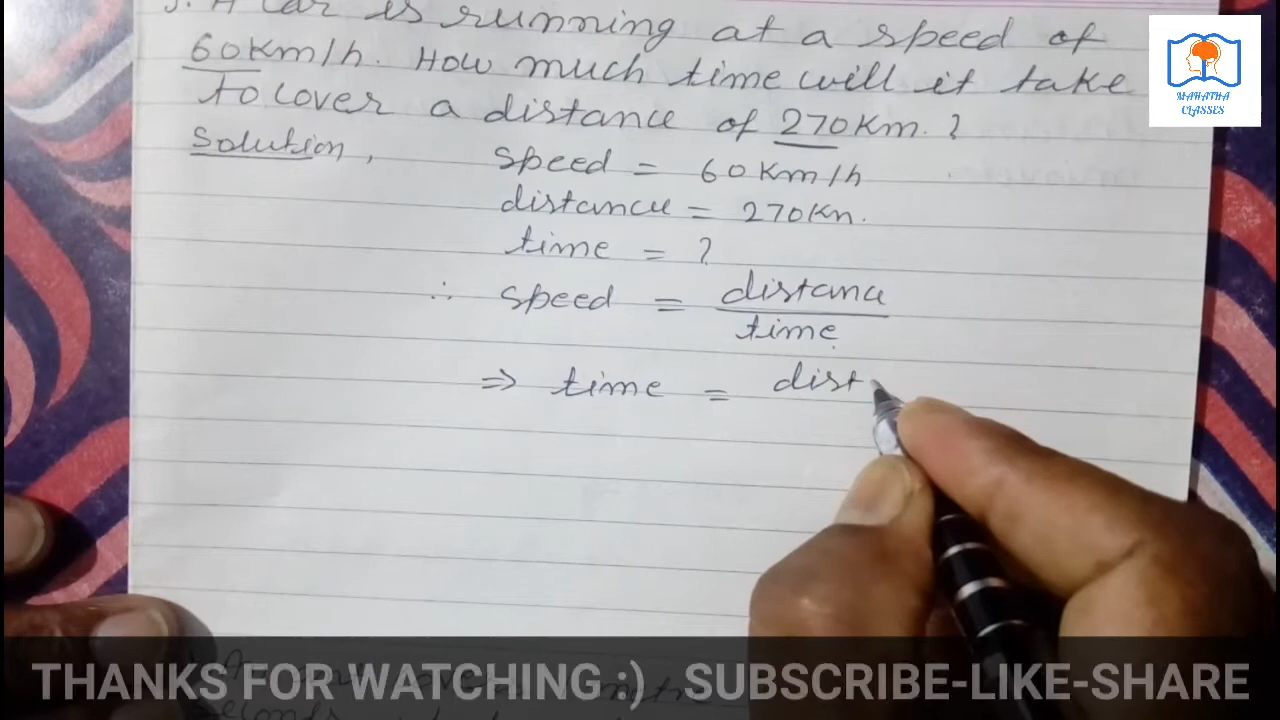 A car is running at a speed of
60Km/h. How much time will it take
to cover a distance of 270Km. ?
Solution,
speed = 60Km/h
distance = 270Km.
time = ?
∴ speed = distance
time
⇒ time = dist
MAHATHA
CLASSES
THANKS FOR WATCHING :) SUBSCRIBE-LIKE-SHARE